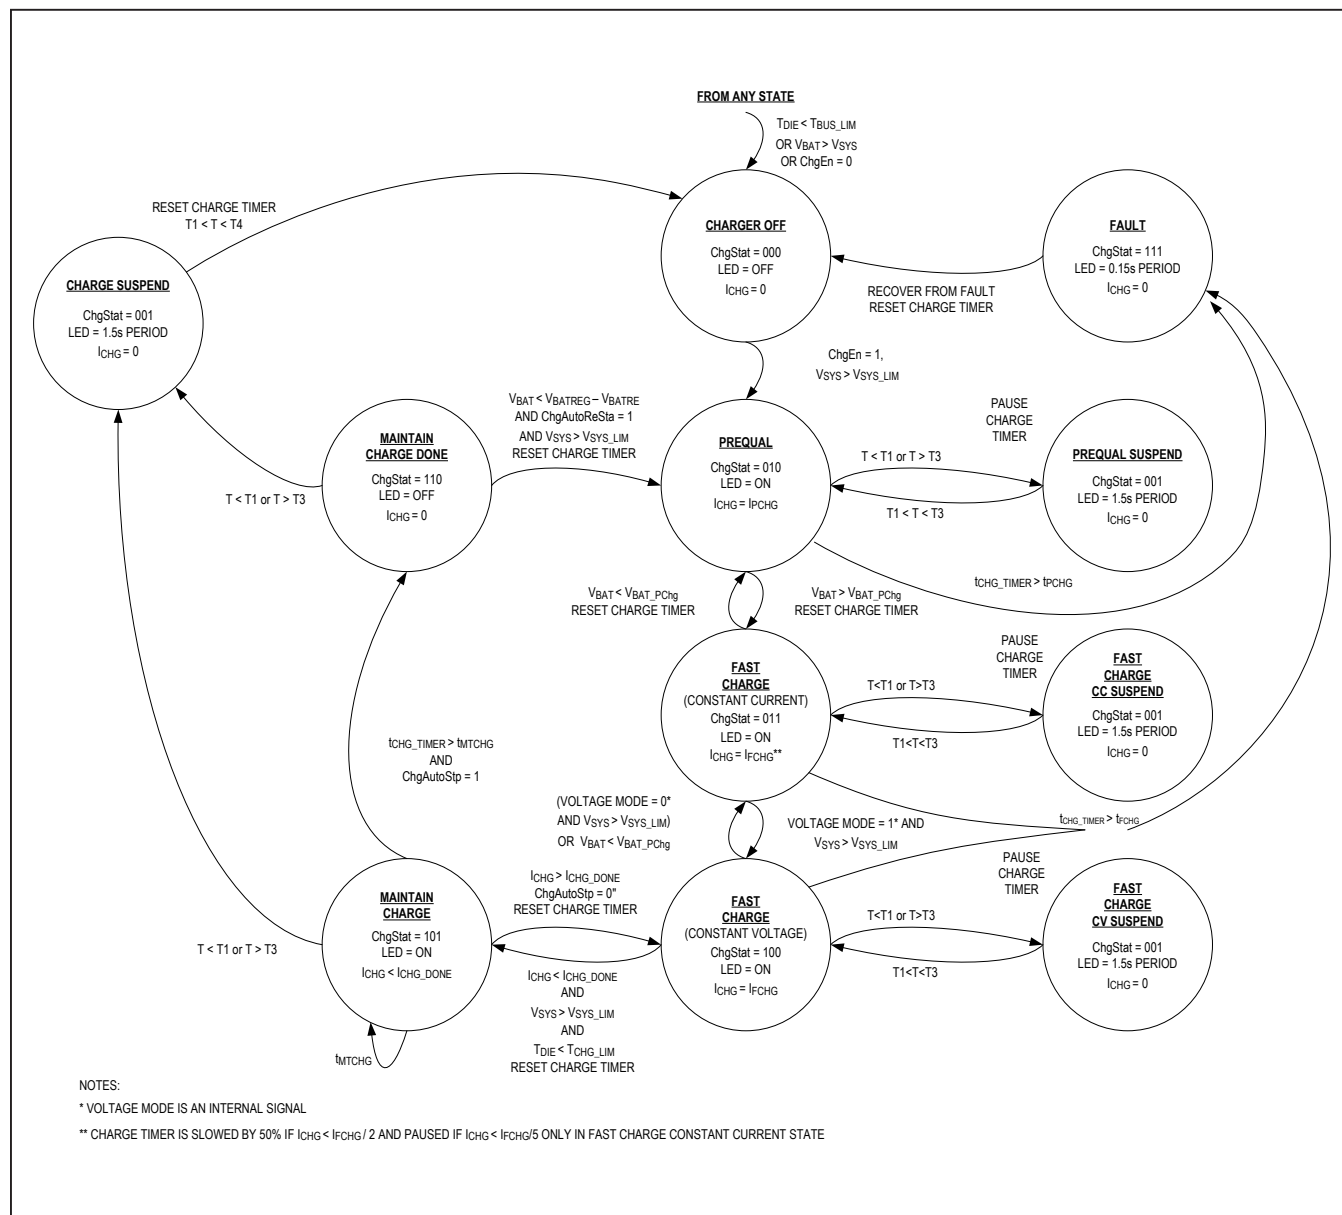 FROM ANY STATE
TDIE < TBUS_LIM
OR VBAT > VSYS
OR ChgEn = 0
RESET CHARGE TIMER
T1 < T < T4
CHARGER OFF
ChgStat = 000
LED = OFF
ICHG = 0
FAULT
ChgStat = 111
LED = 0.15s PERIOD
ICHG = 0
CHARGE SUSPEND
ChgStat = 001
LED = 1.5s PERIOD
ICHG = 0
RECOVER FROM FAULT
RESET CHARGE TIMER
ChgEn = 1,
VSYS > VSYS_LIM
VBAT < VBATREG – VBATRE
AND ChgAutoReSta = 1
AND VSYS > VSYS_LIM
RESET CHARGE TIMER
PAUSE
CHARGE
TIMER
MAINTAIN
CHARGE DONE
ChgStat = 110
LED = OFF
ICHG = 0
PREQUAL
ChgStat = 010
LED = ON
ICHG = IPCHG
T < T1 or T > T3
T1 < T < T3
PREQUAL SUSPEND
ChgStat = 001
LED = 1.5s PERIOD
ICHG = 0
T < T1 or T > T3
tCHG_TIMER > tPCHG
VBAT < VBAT_PChg
RESET CHARGE TIMER
VBAT > VBAT_PChg
RESET CHARGE TIMER
PAUSE
CHARGE
TIMER
FAST
CHARGE
(CONSTANT CURRENT)
ChgStat = 011
LED = ON
ICHG = IFCHG**
T<T1 or T>T3
T1<T<T3
FAST
CHARGE
CC SUSPEND
ChgStat = 001
LED = 1.5s PERIOD
ICHG = 0
tCHG_TIMER > tMTCHG
AND
ChgAutoStp = 1
(VOLTAGE MODE = 0*
AND VSYS > VSYS_LIM)
OR VBAT < VBAT_PChg
VOLTAGE MODE = 1* AND
VSYS > VSYS_LIM
tCHG_TIMER > tFCHG
PAUSE
CHARGE
TIMER
ICHG > ICHG_DONE
ChgAutoStp = 0"
RESET CHARGE TIMER
MAINTAIN
CHARGE
ChgStat = 101
LED = ON
ICHG < ICHG_DONE
FAST
CHARGE
(CONSTANT VOLTAGE)
ChgStat = 100
LED = ON
ICHG = IFCHG
T<T1 or T>T3
T1<T<T3
FAST
CHARGE
CV SUSPEND
ChgStat = 001
LED = 1.5s PERIOD
ICHG = 0
T < T1 or T > T3
ICHG < ICHG_DONE
AND
VSYS > VSYS_LIM
AND
TDIE < TCHG_LIM
RESET CHARGE TIMER
tMTCHG
NOTES:
* VOLTAGE MODE IS AN INTERNAL SIGNAL
** CHARGE TIMER IS SLOWED BY 50% IF ICHG < IFCHG / 2 AND PAUSED IF ICHG < IFCHG/5 ONLY IN FAST CHARGE CONSTANT CURRENT STATE